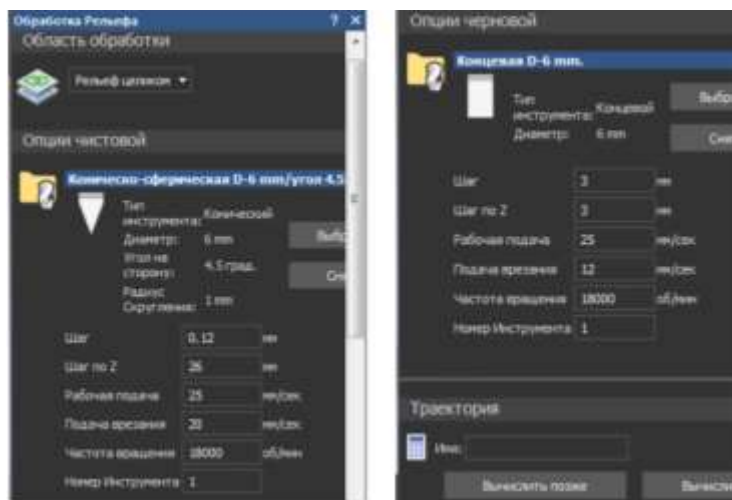 Обработка Рельефа ? ×
Область обработки
Рельеф целиком
Опции чистовой
Коническо-сферическая D-6 mm/угол 4.5
Тип инструмента: Конический
Диаметр: 6 mm
Угол на сторону: 4.5 град.
Радиус Скругления: 1 mm
Выбр
Шаг 0.12 мм
Шаг по Z 26 мм
Рабочая подача 25 мм/сек
Подача врезания 20 мм/сек
Частота вращения 18000 об/мин
Номер Инструмента 1
Опции черновой
Концевая D-6 mm.
Тип инструмента: Концевой
Диаметр: 6 mm
Выбр
Шаг 3 мм
Шаг по Z 3 мм
Рабочая подача 25 мм/сек
Подача врезания 12 мм/сек
Частота вращения 18000 об/мин
Номер Инструмента 1
Траектория
Имя:
Вычислить позже
Вычисли